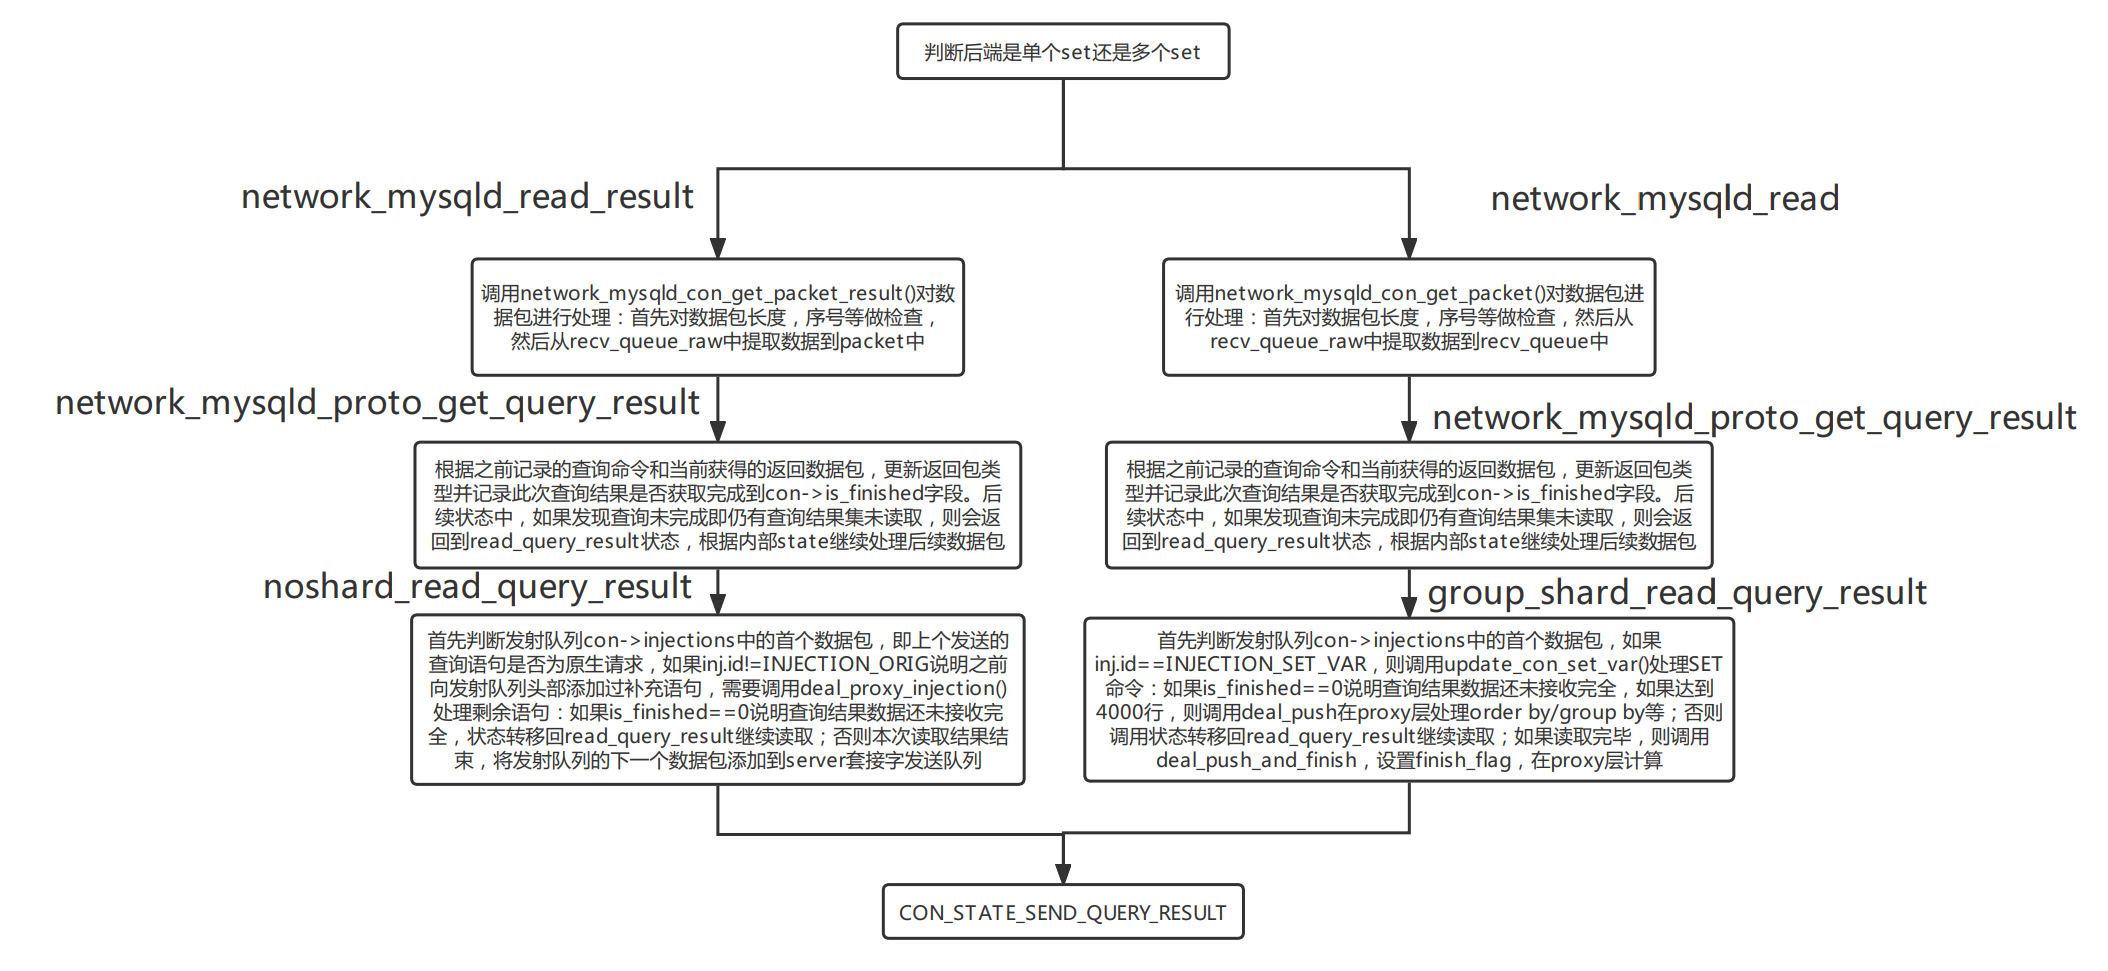 判断后端是单个set还是多个set
network_mysqld_read_result
network_mysqld_read
调用network_mysqld_con_get_packet_result()对数
据包进行处理：首先对数据包长度，序号等做检查，
然后从recv_queue_raw中提取数据到packet中
调用network_mysqld_con_get_packet()对数据包进
行处理：首先对数据包长度，序号等做检查，然后从
recv_queue_raw中提取数据到recv_queue中
network_mysqld_proto_get_query_result
network_mysqld_proto_get_query_result
根据之前记录的查询命令和当前获得的返回数据包，更新返回包类
型并记录此次查询结果是否获取完成到con->is_finished字段。后
续状态中，如果发现查询未完成即仍有查询结果集未读取，则会返
回到read_query_result状态，根据内部state继续处理后续数据包
根据之前记录的查询命令和当前获得的返回数据包，更新返回包类
型并记录此次查询结果是否获取完成到con->is_finished字段。后
续状态中，如果发现查询未完成即仍有查询结果集未读取，则会返
回到read_query_result状态，根据内部state继续处理后续数据包
noshard_read_query_result
group_shard_read_query_result
首先判断发射队列con->injections中的首个数据包，即上个发送的
查询语句是否为原生请求，如果inj.id!=INJECTION_ORIG说明之前
向发射队列头部添加过补充语句，需要调用deal_proxy_injection()
处理剩余语句：如果is_finished==0说明查询结果数据还未接收完
全，状态转移回read_query_result继续读取；否则本次读取结果结
束，将发射队列的下一个数据包添加到server套接字发送队列
首先判断发射队列con->injections中的首个数据包，如果
inj.id==INJECTION_SET_VAR，则调用update_con_set_var()处理SET
命令：如果is_finished==0说明查询结果数据还未接收完全，如果达到
4000行，则调用deal_push在proxy层处理order by/group by等；否则
调用状态转移回read_query_result继续读取；如果读取完毕，则调用
deal_push_and_finish，设置finish_flag，在proxy层计算
CON_STATE_SEND_QUERY_RESULT